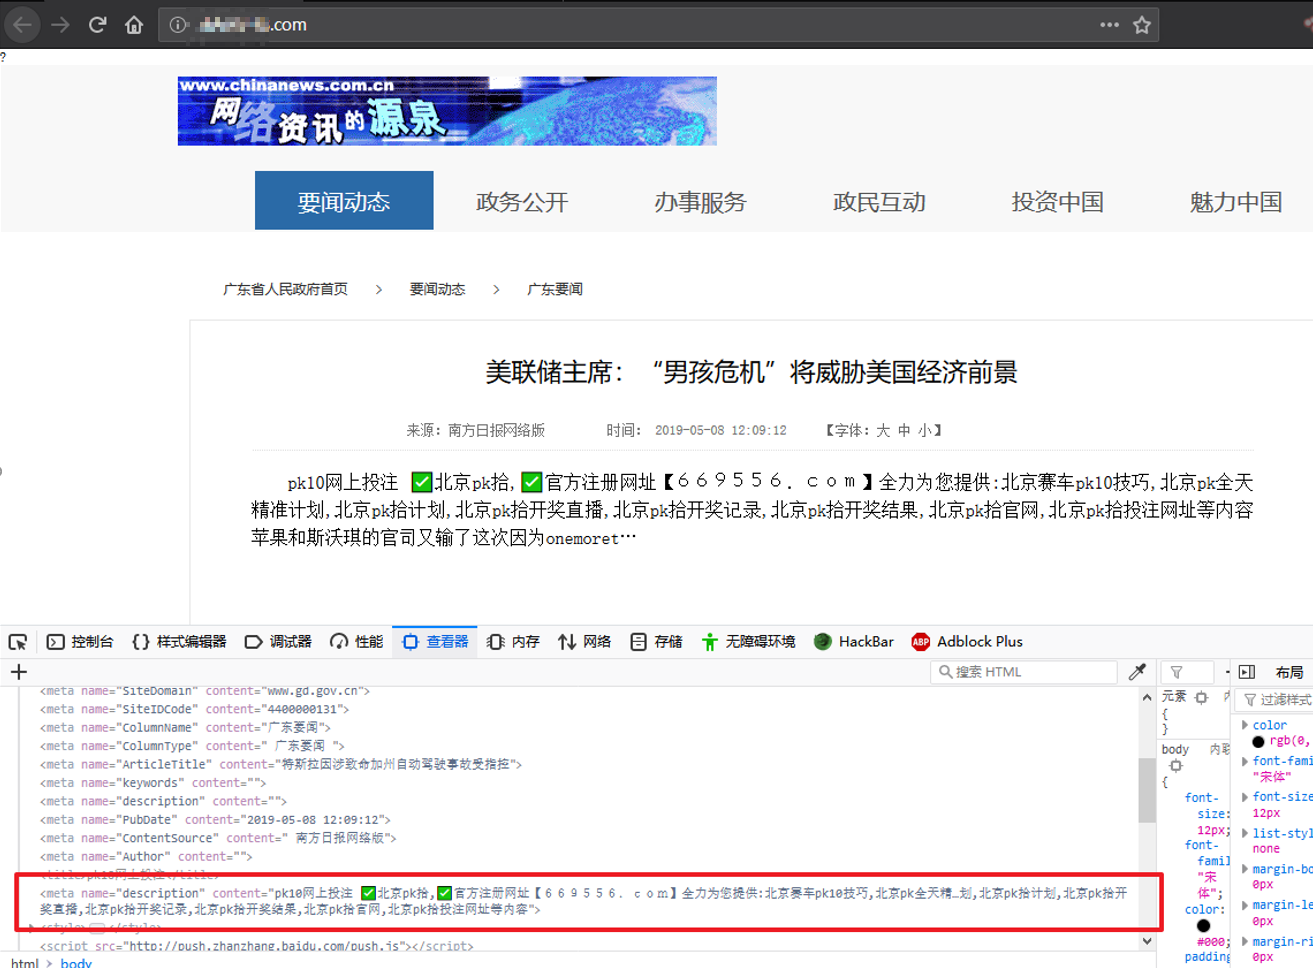 .com
?
www.chinanews.com.cn
网络资讯的源泉
要闻动态 政务公开 办事服务 政民互动 投资中国 魅力中国
广东省人民政府首页 > 要闻动态 > 广东要闻
美联储主席：“男孩危机”将威胁美国经济前景
来源：南方日报网络版 时间： 2019-05-08 12:09:12 【字体：大 中 小】
pk10网上投注 ✅北京pk拾,✅官方注册网址【６６９５５６．ｃｏｍ】全力为您提供:北京赛车pk10技巧,北京pk全天
精准计划,北京pk拾计划,北京pk拾开奖直播,北京pk拾开奖记录,北京pk拾开奖结果,北京pk拾官网,北京pk拾投注网址等内容
苹果和斯沃琪的官司又输了这次因为onemoret…
控制台 {} 样式编辑器 调试器 性能 查看器 内存 网络 存储 无障碍环境 HackBar ABP Adblock Plus
+ 搜索 HTML 布局
<meta name="SiteDomain" content="www.gd.gov.cn">
<meta name="SiteIDCode" content="4400000131">
<meta name="ColumnName" content="广东要闻">
<meta name="ColumnType" content=" 广东要闻 ">
<meta name="ArticleTitle" content="特斯拉因涉致命加州自动驾驶事故受指控">
<meta name="keywords" content="">
<meta name="description" content="">
<meta name="PubDate" content="2019-05-08 12:09:12">
<meta name="ContentSource" content=" 南方日报网络版">
<meta name="Author" content="">
<title>pk10网上投注</title>
<meta name="description" content="pk10网上投注 ✅北京pk拾,✅官方注册网址【６６９５５６．ｃｏｍ】全力为您提供:北京赛车pk10技巧,北京pk全天精…划,北京pk拾计划,北京pk拾开
奖直播,北京pk拾开奖记录,北京pk拾开奖结果,北京pk拾官网,北京pk拾投注网址等内容">
<style></style>
<script src="http://push.zhanzhang.baidu.com/push.js"></script>
html > body
元素
{
}
body 内联
{
font-
size:
12px;
font-
famil
"宋
体";
color:
#000;
padding
过滤样式
color
rgb(0,
font-fami
"宋体"
font-size
12px
list-styl
none
margin-bo
0px
margin-le
0px
margin-ri
0px